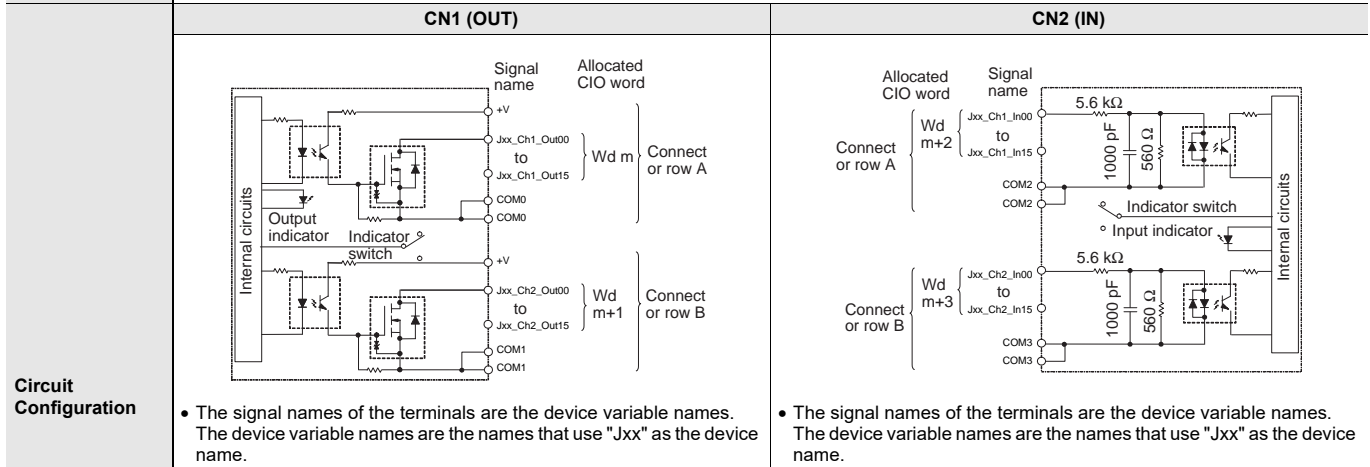 CN1 (OUT)
CN2 (IN)
Circuit
Configuration
Signal
name
Allocated
CIO word
Internal circuits
+V
Jxx_Ch1_Out00
to
Jxx_Ch1_Out15
Wd m
Connect
or row A
COM0
COM0
Output
indicator
Indicator
switch
+V
Jxx_Ch2_Out00
to
Jxx_Ch2_Out15
Wd
m+1
Connect
or row B
COM1
COM1
• The signal names of the terminals are the device variable names.
The device variable names are the names that use "Jxx" as the device
name.
Allocated
CIO word
Signal
name
Connect
or row A
Wd
m+2
Jxx_Ch1_In00
to
Jxx_Ch1_In15
COM2
COM2
5.6 kΩ
1000 pF
560 Ω
Internal circuits
Indicator switch
Input indicator
Connect
or row B
Wd
m+3
Jxx_Ch2_In00
to
Jxx_Ch2_In15
COM3
COM3
5.6 kΩ
1000 pF
560 Ω
• The signal names of the terminals are the device variable names.
The device variable names are the names that use "Jxx" as the device
name.